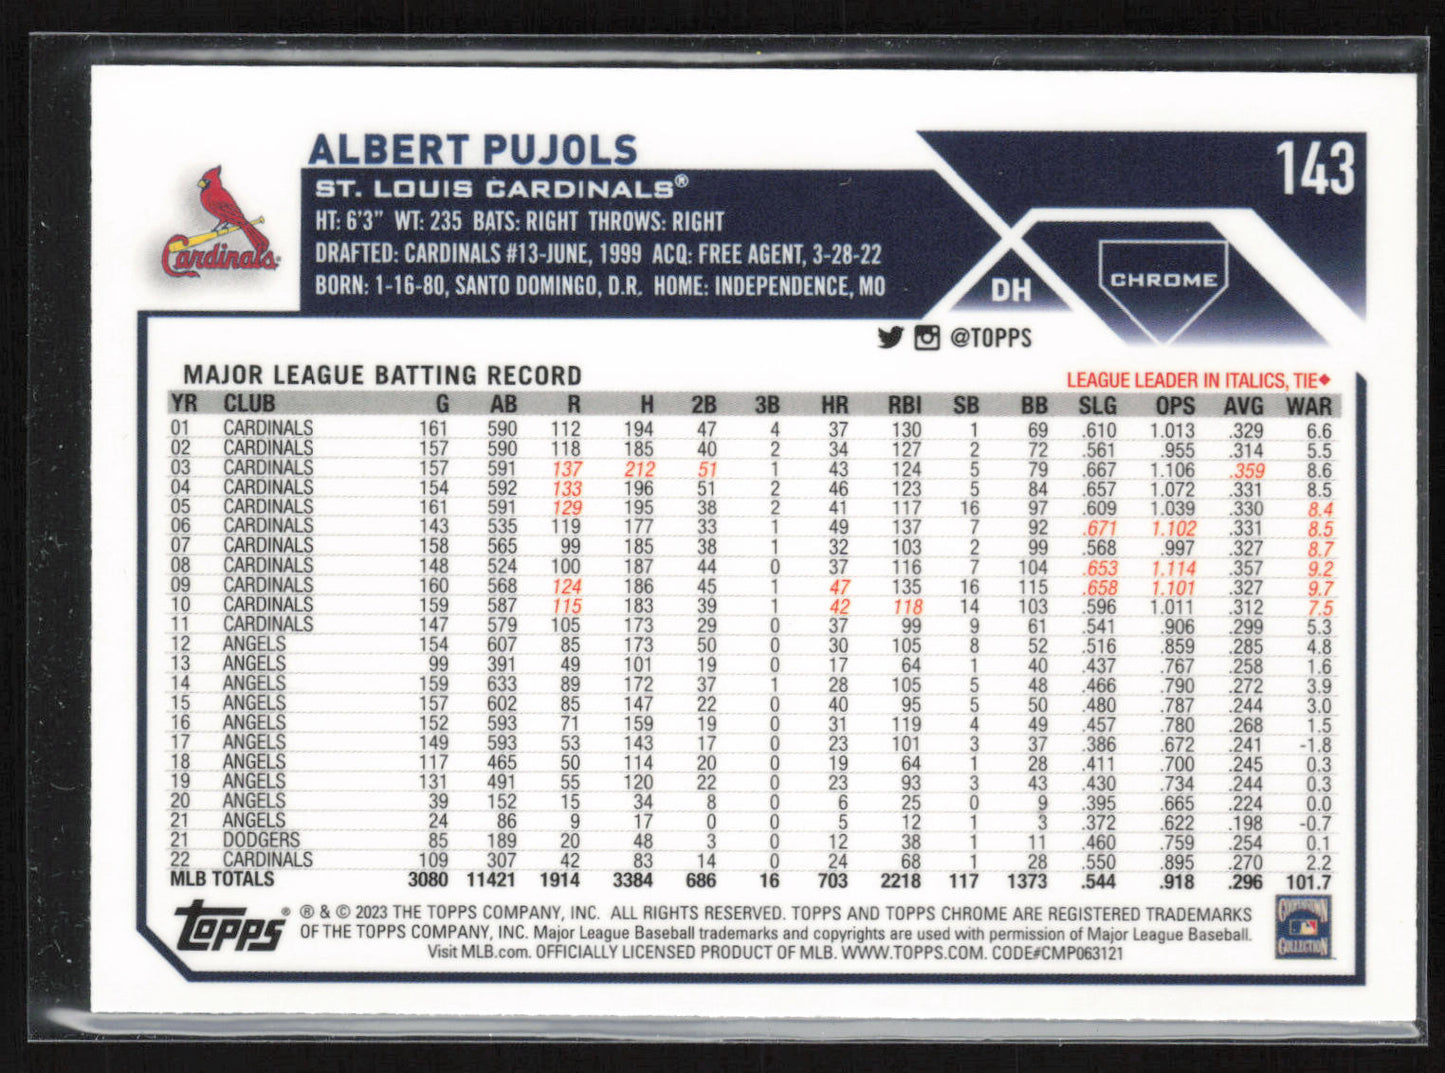 143
ALBERT PUJOLS
ST. LOUIS CARDINALS®
HT: 6'3" WT: 235 BATS: RIGHT THROWS: RIGHT
DRAFTED: CARDINALS #13-JUNE, 1999 ACQ: FREE AGENT, 3-28-22
BORN: 1-16-80, SANTO DOMINGO, D.R. HOME: INDEPENDENCE, MO
Cardinals
DH
CHROME
@TOPPS
MAJOR LEAGUE BATTING RECORD
LEAGUE LEADER IN ITALICS, TIE◆
YR CLUB G AB R H 2B 3B HR RBI SB BB SLG OPS AVG WAR
01 CARDINALS 161 590 112 194 47 4 37 130 1 69 .610 1.013 .329 6.6
02 CARDINALS 157 590 118 185 40 2 34 127 2 72 .561 .955 .314 5.5
03 CARDINALS 157 591 137 212 51 1 43 124 5 79 .667 1.106 .359 8.6
04 CARDINALS 154 592 133 196 51 2 46 123 5 84 .657 1.072 .331 8.5
05 CARDINALS 161 591 129 195 38 2 41 117 16 97 .609 1.039 .330 8.4
06 CARDINALS 143 535 119 177 33 1 49 137 7 92 .671 1.102 .331 8.5
07 CARDINALS 158 565 99 185 38 1 32 103 2 99 .568 .997 .327 8.7
08 CARDINALS 148 524 100 187 44 0 37 116 7 104 .653 1.114 .357 9.2
09 CARDINALS 160 568 124 186 45 1 47 135 16 115 .658 1.101 .327 9.7
10 CARDINALS 159 587 115 183 39 1 42 118 14 103 .596 1.011 .312 7.5
11 CARDINALS 147 579 105 173 29 0 37 99 9 61 .541 .906 .299 5.3
12 ANGELS 154 607 85 173 50 0 30 105 8 52 .516 .859 .285 4.8
13 ANGELS 99 391 49 101 19 0 17 64 1 40 .437 .767 .258 1.6
14 ANGELS 159 633 89 172 37 1 28 105 5 48 .466 .790 .272 3.9
15 ANGELS 157 602 85 147 22 0 40 95 5 50 .480 .787 .244 3.0
16 ANGELS 152 593 71 159 19 0 31 119 4 49 .457 .780 .268 1.5
17 ANGELS 149 593 53 143 17 0 23 101 3 37 .386 .672 .241 -1.8
18 ANGELS 117 465 50 114 20 0 19 64 1 28 .411 .700 .245 0.3
19 ANGELS 131 491 55 120 22 0 23 93 3 43 .430 .734 .244 0.3
20 ANGELS 39 152 15 34 8 0 6 25 0 9 .395 .665 .224 0.0
21 ANGELS 24 86 9 17 0 0 5 12 1 3 .372 .622 .198 -0.7
21 DODGERS 85 189 20 48 3 0 12 38 1 11 .460 .759 .254 0.1
22 CARDINALS 109 307 42 83 14 0 24 68 1 28 .550 .895 .270 2.2
MLB TOTALS 3080 11421 1914 3384 686 16 703 2218 117 1373 .544 .918 .296 101.7
Topps®
® & © 2023 THE TOPPS COMPANY, INC. ALL RIGHTS RESERVED. TOPPS AND TOPPS CHROME ARE REGISTERED TRADEMARKS
OF THE TOPPS COMPANY, INC. Major League Baseball trademarks and copyrights are used with permission of Major League Baseball.
Visit MLB.com. OFFICIALLY LICENSED PRODUCT OF MLB. WWW.TOPPS.COM. CODE#CMP063121
COOPERSTOWN
COLLECTION